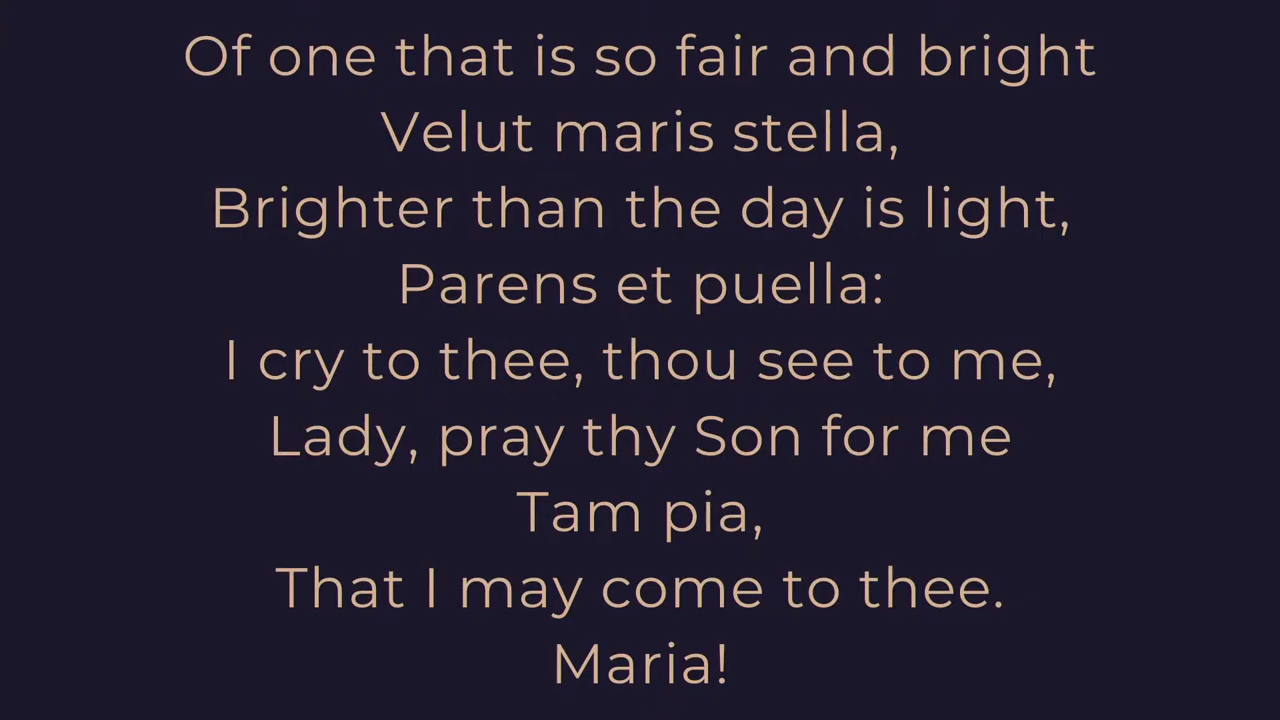 Of one that is so fair and bright
Velut maris stella,
Brighter than the day is light,
Parens et puella:
I cry to thee, thou see to me,
Lady, pray thy Son for me
Tam pia,
That I may come to thee.
Maria!